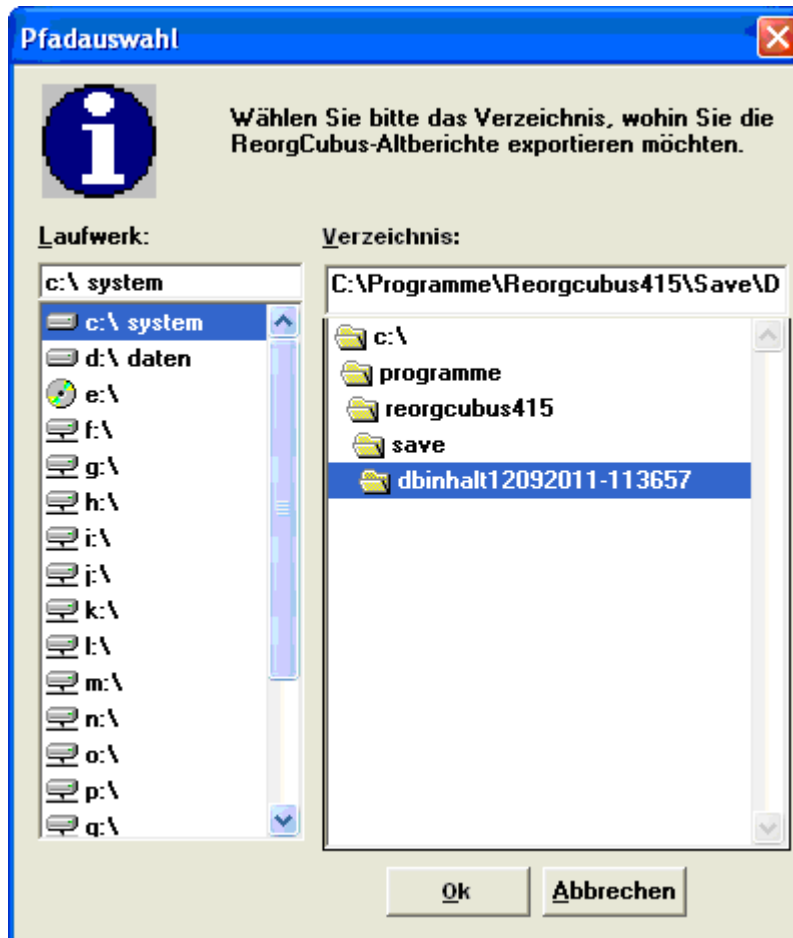 Pfadauswahl
Wählen Sie bitte das Verzeichnis, wohin Sie die
ReorgCubus-Altberichte exportieren möchten.
Laufwerk:
c:\ system
c:\ system
d:\ daten
e:\
f:\
g:\
h:\
i:\
j:\
k:\
l:\
m:\
n:\
o:\
p:\
q:\
Verzeichnis:
C:\Programme\Reorgcubus415\Save\D
c:\
programme
reorgcubus415
save
dbinhalt12092011-113657
Ok
Abbrechen